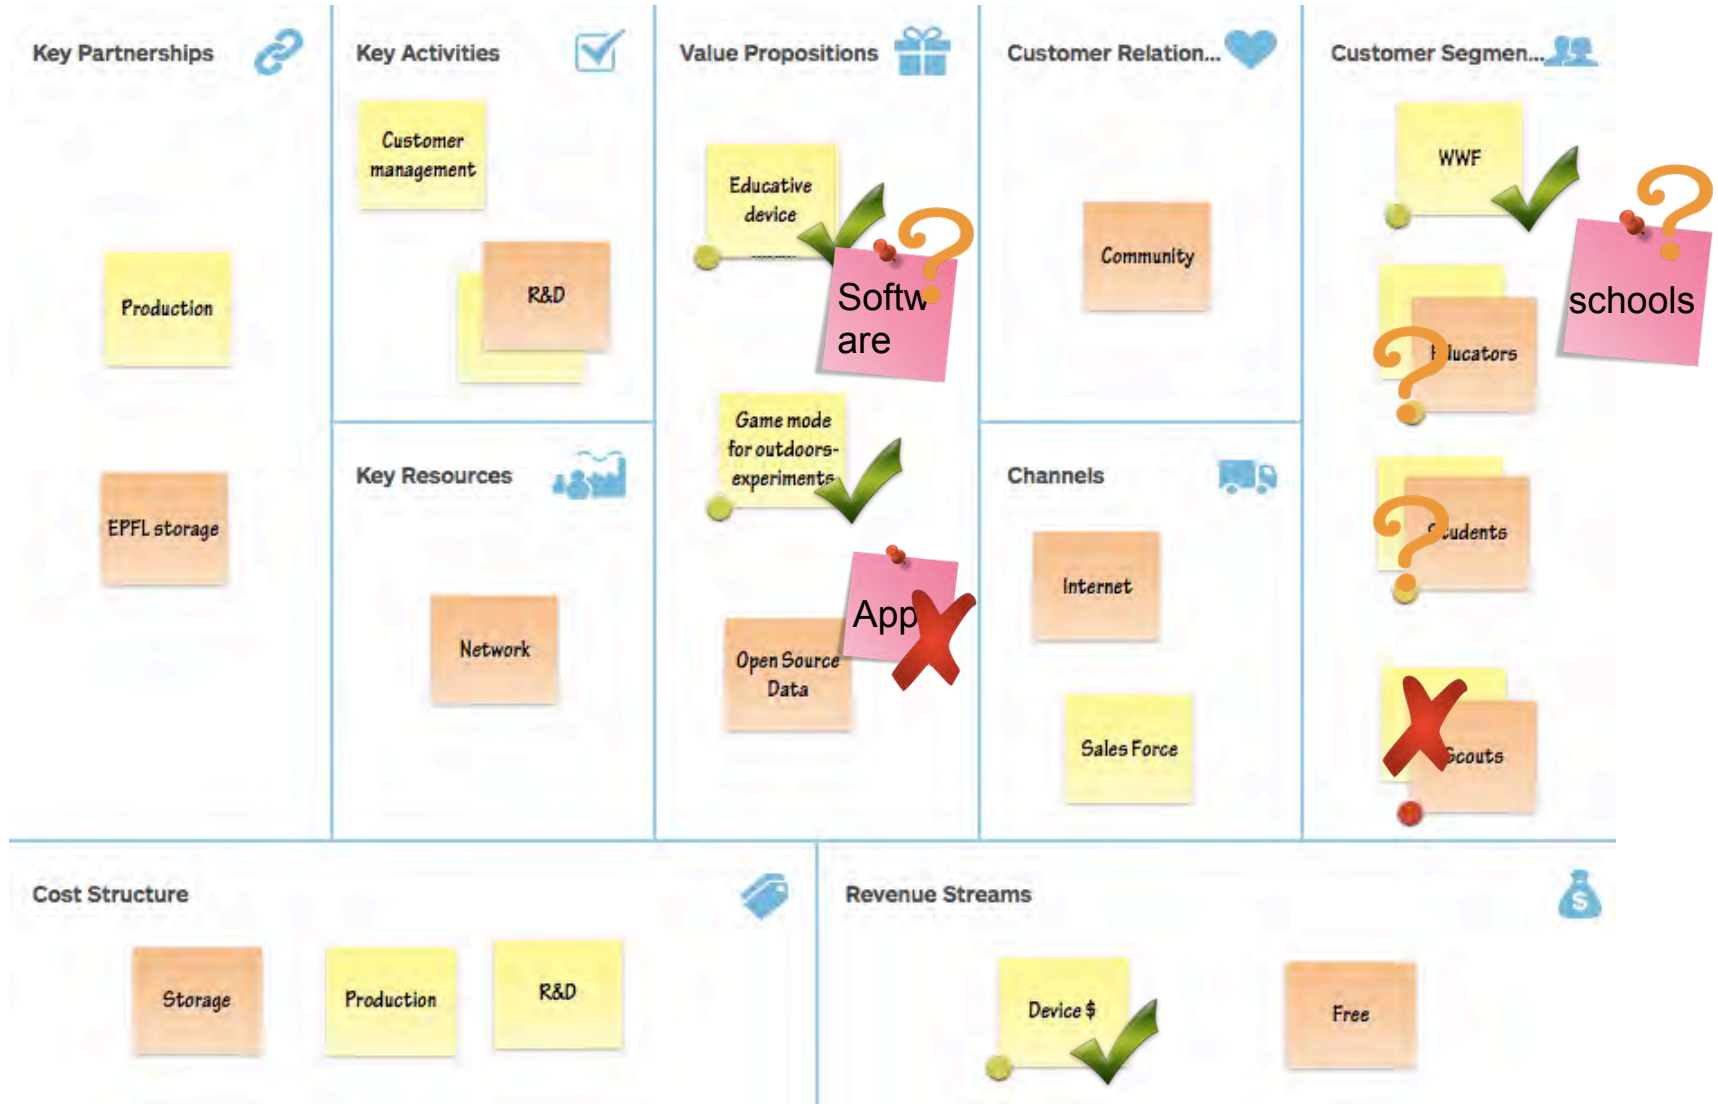 Key Partnerships
Production
EPFL storage
Key Activities
Customer
management
R&D
Key Resources
Network
Value Propositions
Educative
device
Softw
are
Game mode
for outdoors-
experiments
App
Open Source
Data
Customer Relation...
Community
Channels
Internet
Sales Force
Customer Segmen...
WWF
?
schools
?
Educators
?
Students
Scouts
Cost Structure
Storage
Production
R&D
Revenue Streams
$
Device $
Free